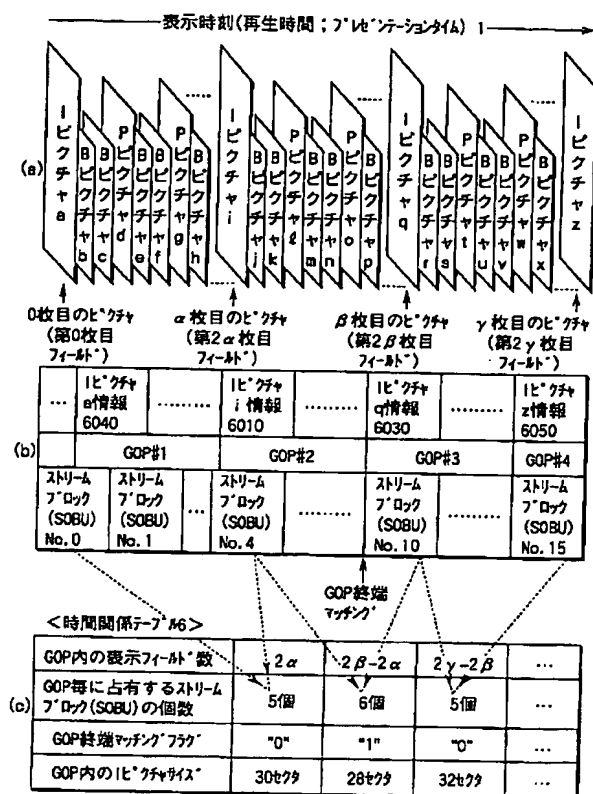 表示時刻(再生時間；プレゼンテーションタイム) 1
(a)
Iピクチャa
Bピクチャb
Bピクチャc
Pピクチャd
Bピクチャe
Bピクチャf
Pピクチャg
Bピクチャh
......
Iピクチャi
Bピクチャj
Bピクチャk
Pピクチャl
Bピクチャm
Bピクチャn
Pピクチャo
Bピクチャp
......
Iピクチャq
Bピクチャr
Bピクチャs
Pピクチャt
Bピクチャu
Bピクチャv
Pピクチャw
Bピクチャx
......
Iピクチャz
0枚目のピクチャ
(第0枚目
フィールド)
α枚目のピクチャ
(第2α枚目
フィールド)
β枚目のピクチャ
(第2β枚目
フィールド)
γ枚目のピクチャ
(第2γ枚目
フィールド)
(b)
...
Iピクチャ
a情報
6040
.........
Iピクチャ
i情報
6010
.........
Iピクチャ
q情報
6030
.........
Iピクチャ
z情報
6050
GOP#1
GOP#2
GOP#3
GOP#4
ストリーム
ブロック
(SOBU)
No.0
ストリーム
ブロック
(SOBU)
No.1
...
ストリーム
ブロック
(SOBU)
No.4
.........
ストリーム
ブロック
(SOBU)
No.10
.........
ストリーム
ブロック
(SOBU)
No.15
GOP終端
マッチング
<時間関係テーブル6>
(c)
GOP内の表示フィールド数 2α 2β-2α 2γ-2β ...
GOP毎に占有するストリーム
ブロック(SOBU)の個数 5個 6個 5個 ...
GOP終端マッチングフラグ "0" "1" "0" ...
GOP内のIピクチャサイズ 30セクタ 28セクタ 32セクタ ...